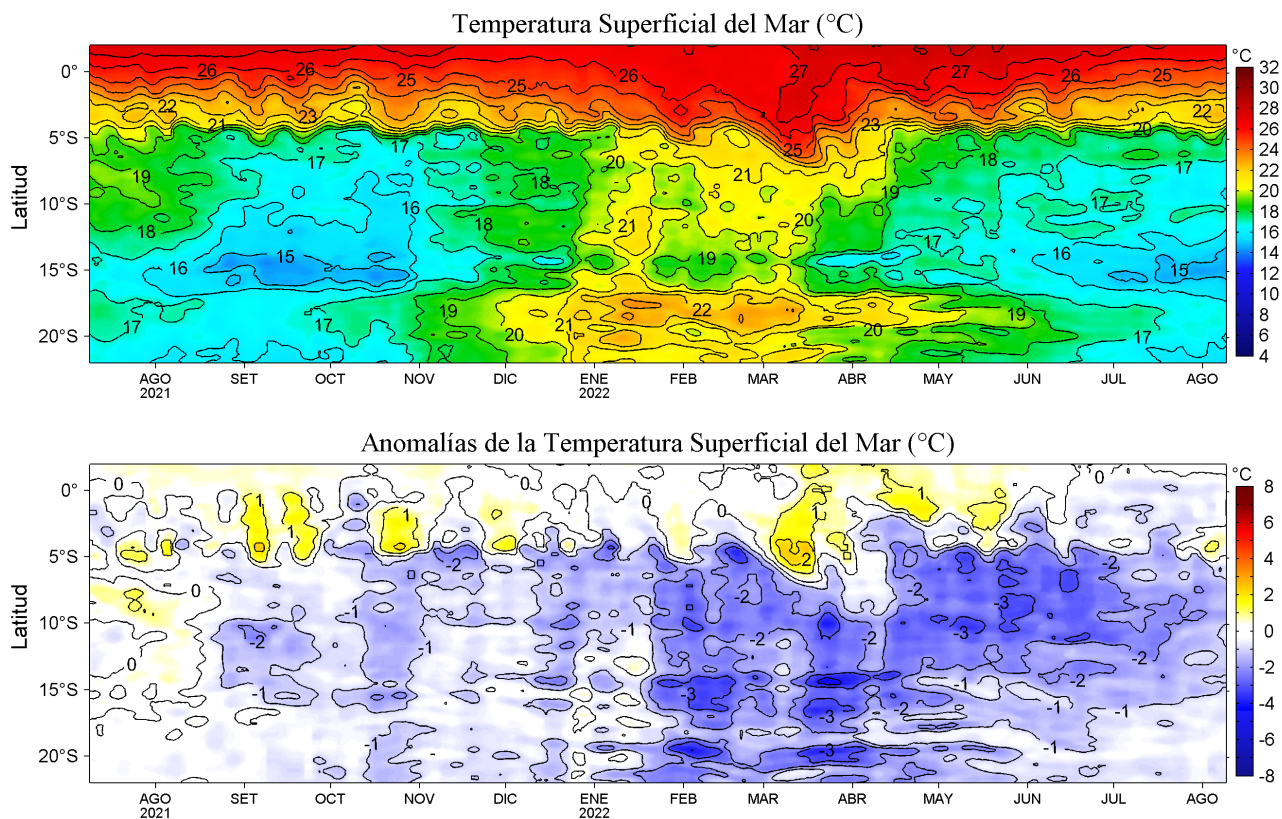 Temperatura Superficial del Mar (°C)
Latitud
0°
5°S
10°S
15°S
20°S
26 26 25 25 26 27 27 26 25
22 21 23 23 20 22
17 17 20 25 18 17
19 18 21 19
16 18 21 20 17
18 19 17 16
16 15 15
17 17 19 20 21 22 20 19 17
AGO SET OCT NOV DIC ENE FEB MAR ABR MAY JUN JUL AGO
2021 2022
°C
32
30
28
26
24
22
20
18
16
14
12
10
8
6
4
Anomalías de la Temperatura Superficial del Mar (°C)
Latitud
0°
5°S
10°S
15°S
20°S
0 0 0 0
1 1 1 1 1
-2 2 -2
0 -1 -2 -2 -3
-2 -1 -1 -2 -2 -3
0 -1 -3 -1 -2 -2
-3 -2 -1 -1
-1 -2 -1
AGO SET OCT NOV DIC ENE FEB MAR ABR MAY JUN JUL AGO
2021 2022
°C
8
6
4
2
0
-2
-4
-6
-8